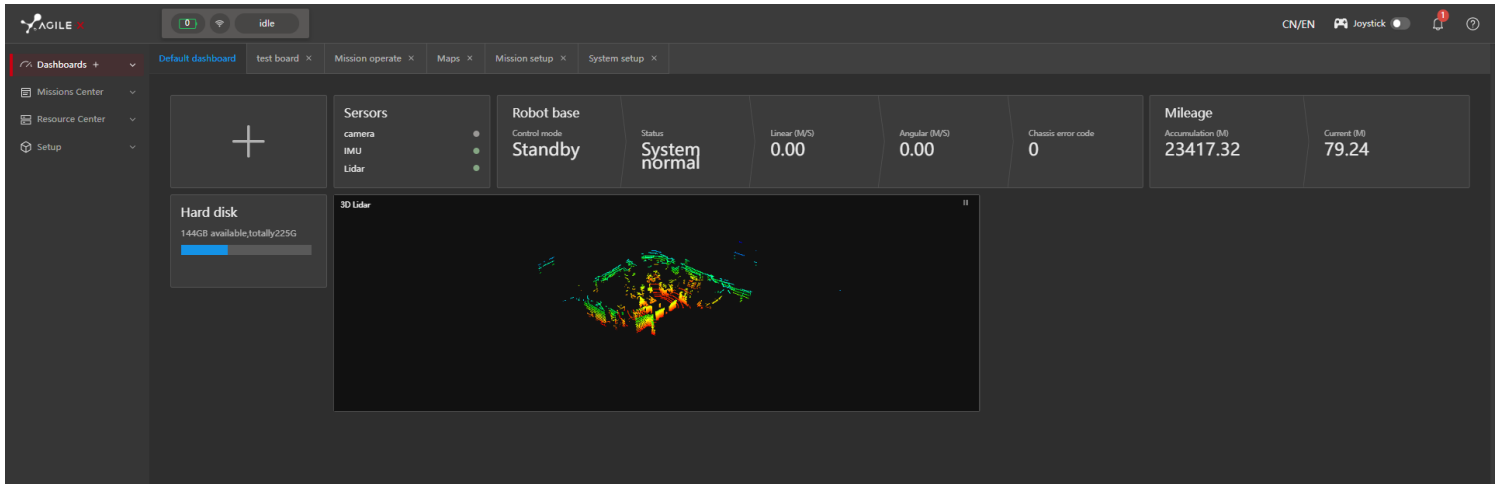 AGILE X
0
idle
CN/EN
Joystick
1
?
Dashboards +
Missions Center
Resource Center
Setup
Default dashboard
test board ×
Mission operate ×
Maps ×
Mission setup ×
System setup ×
+
Sersors
camera
IMU
Lidar
Robot base
Control mode
Standby
Status
System
normal
Linear (M/S)
0.00
Angular (M/S)
0.00
Chassis error code
0
Mileage
Accumulation (M)
23417.32
Current (M)
79.24
Hard disk
144GB available,totally225G
3D Lidar